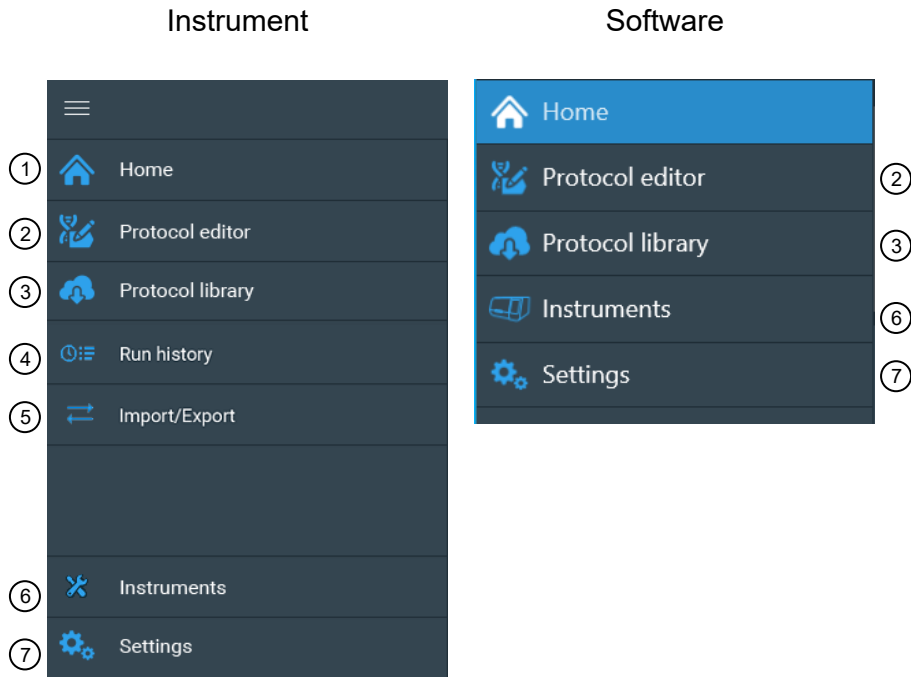 Instrument
Software
1 Home
2 Protocol editor
3 Protocol library
4 Run history
5 Import/Export
6 Instruments
7 Settings
Home
Protocol editor 2
Protocol library 3
Instruments 6
Settings 7